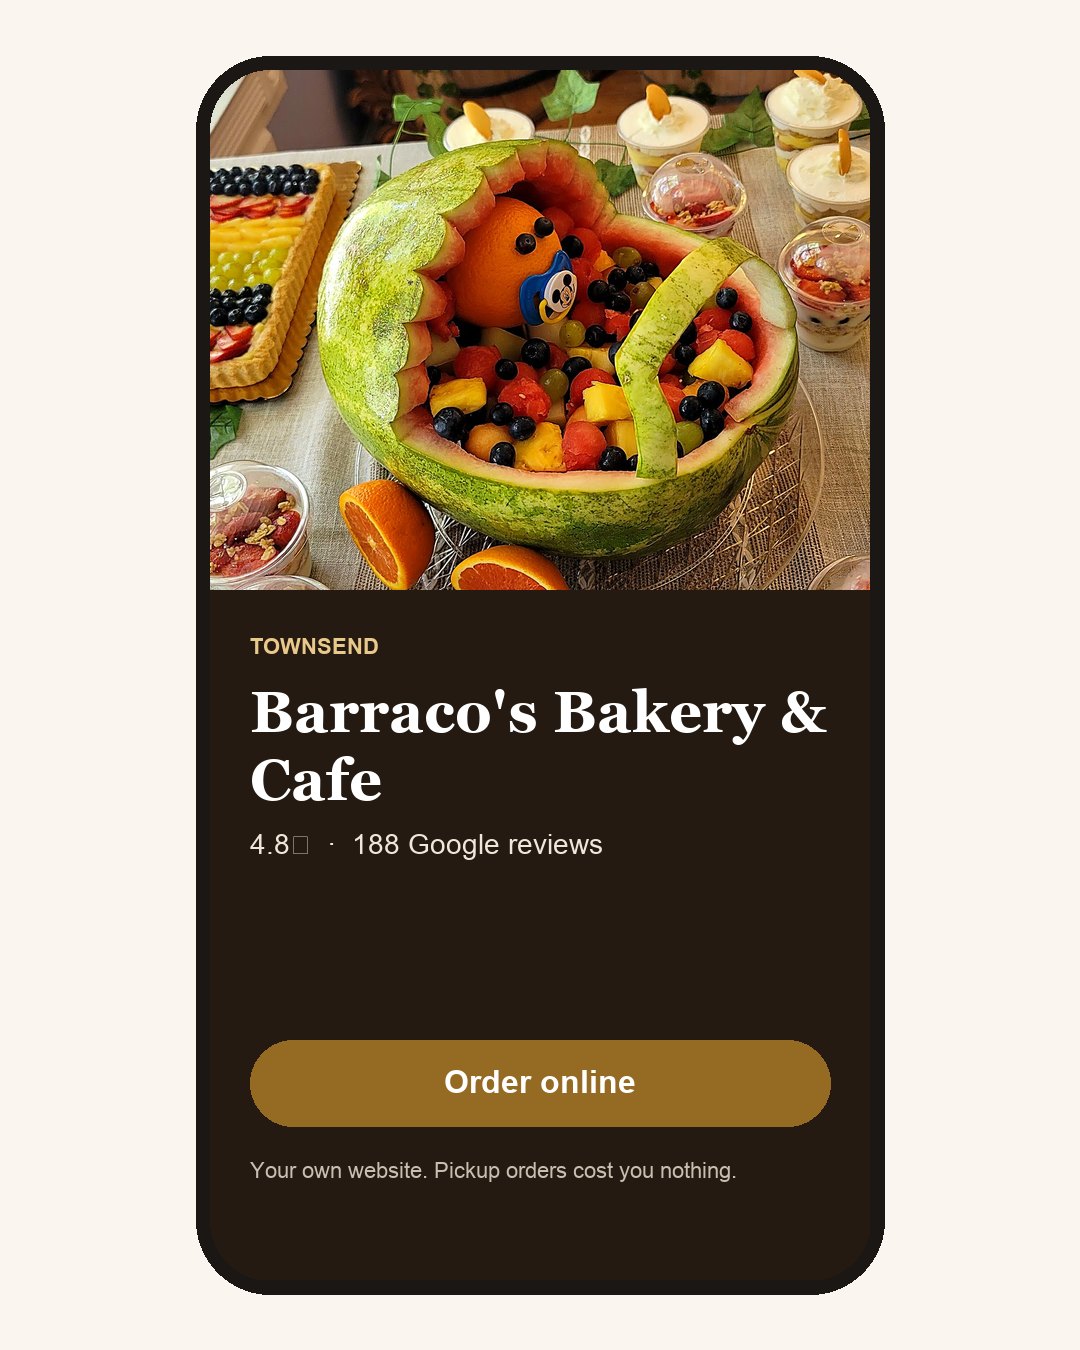 TOWNSEND
Barraco's Bakery &
Cafe
4.8□ · 188 Google reviews
Order online
Your own website. Pickup orders cost you nothing.